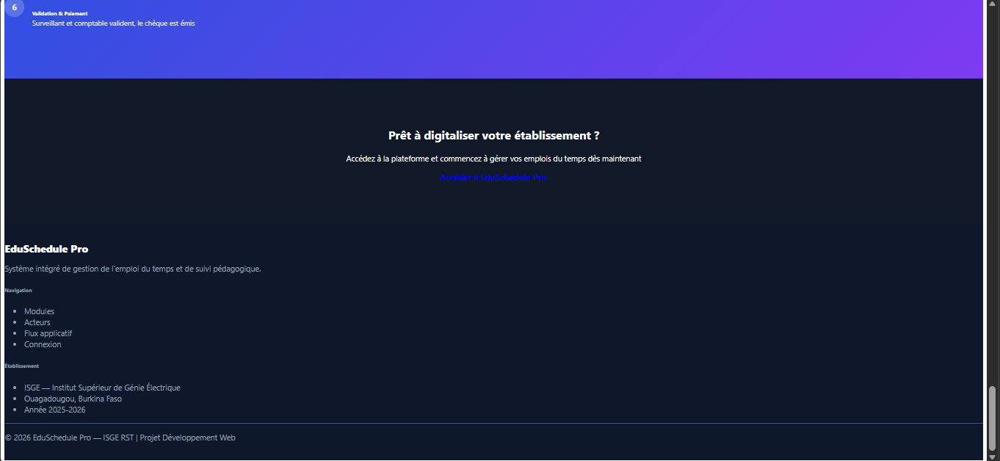 6
Validation & Paiement
Surveillant et comptable valident, le chèque est émis
Prêt à digitaliser votre établissement ?
Accédez à la plateforme et commencez à gérer vos emplois du temps dès maintenant
Accéder à EduSchedule Pro
EduSchedule Pro
Système intégré de gestion de l'emploi du temps et de suivi pédagogique.
Navigation
Modules
Acteurs
Flux applicatif
Connexion
Établissement
ISGE — Institut Supérieur de Génie Électrique
Ouagadougou, Burkina Faso
Année 2025-2026
© 2026 EduSchedule Pro — ISGE RST | Projet Développement Web